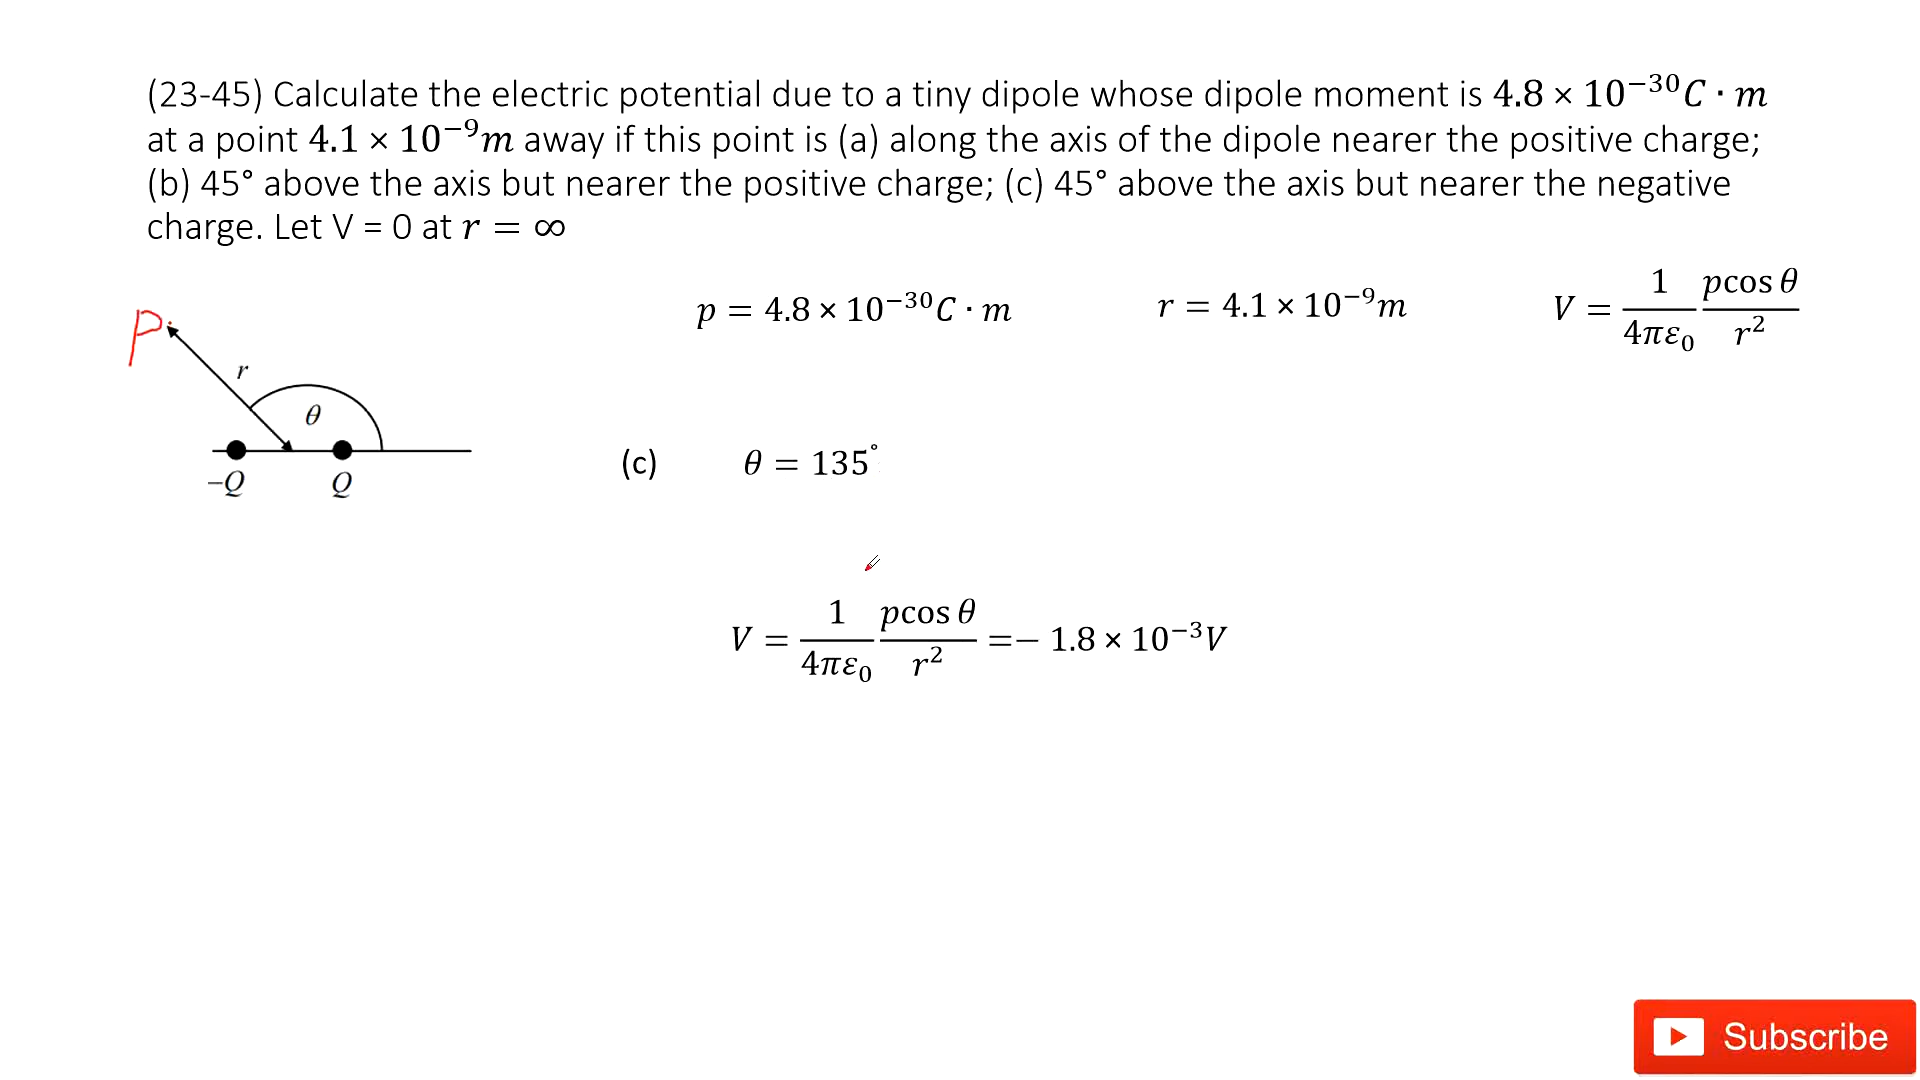 (23-45) Calculate the electric potential due to a tiny dipole whose dipole moment is 4.8 × 10⁻³⁰C · m
at a point 4.1 × 10⁻⁹m away if this point is (a) along the axis of the dipole nearer the positive charge;
(b) 45° above the axis but nearer the positive charge; (c) 45° above the axis but nearer the negative
charge. Let V = 0 at r = ∞
p = 4.8 × 10⁻³⁰C · m
r = 4.1 × 10⁻⁹m
V = 1/4πε₀ pcos θ/r²
P
r
θ
−Q
Q
(c) θ = 135°
V = 1/4πε₀ pcos θ/r² =− 1.8 × 10⁻³V
Subscribe